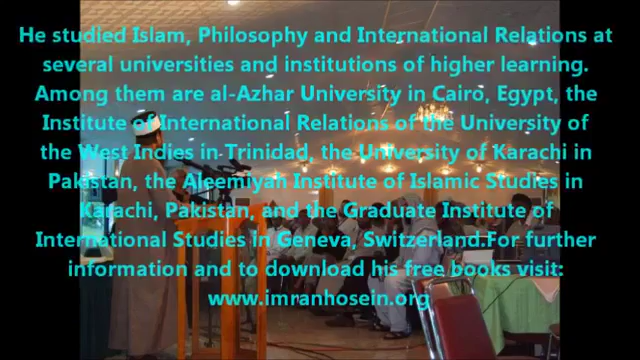 He studied Islam, Philosophy and International Relations at
several universities and institutions of higher learning.
Among them are al-Azhar University in Cairo, Egypt, the
Institute of International Relations of the University of
the West Indies in Trinidad, the University of Karachi in
Pakistan, the Aleemiyah Institute of Islamic Studies in
Karachi, Pakistan, and the Graduate Institute of
International Studies in Geneva, Switzerland.For further
information and to download his free books visit:
www.imranhosein.org